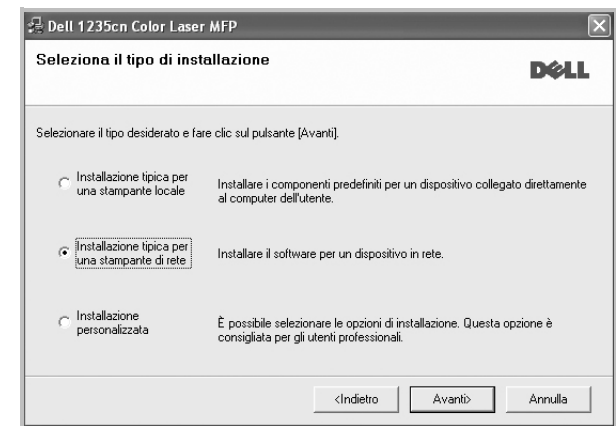 Dell 1235cn Color Laser MFP
Seleziona il tipo di installazione
DELL
Selezionare il tipo desiderato e fare clic sul pulsante [Avanti].
Installazione tipica per
una stampante locale
Installare i componenti predefiniti per un dispositivo collegato direttamente
al computer dell'utente.
Installazione tipica per
una stampante di rete
Installare il software per un dispositivo in rete.
Installazione
personalizzata
È possibile selezionare le opzioni di installazione. Questa opzione è
consigliata per gli utenti professionali.
<Indietro
Avanti>
Annulla